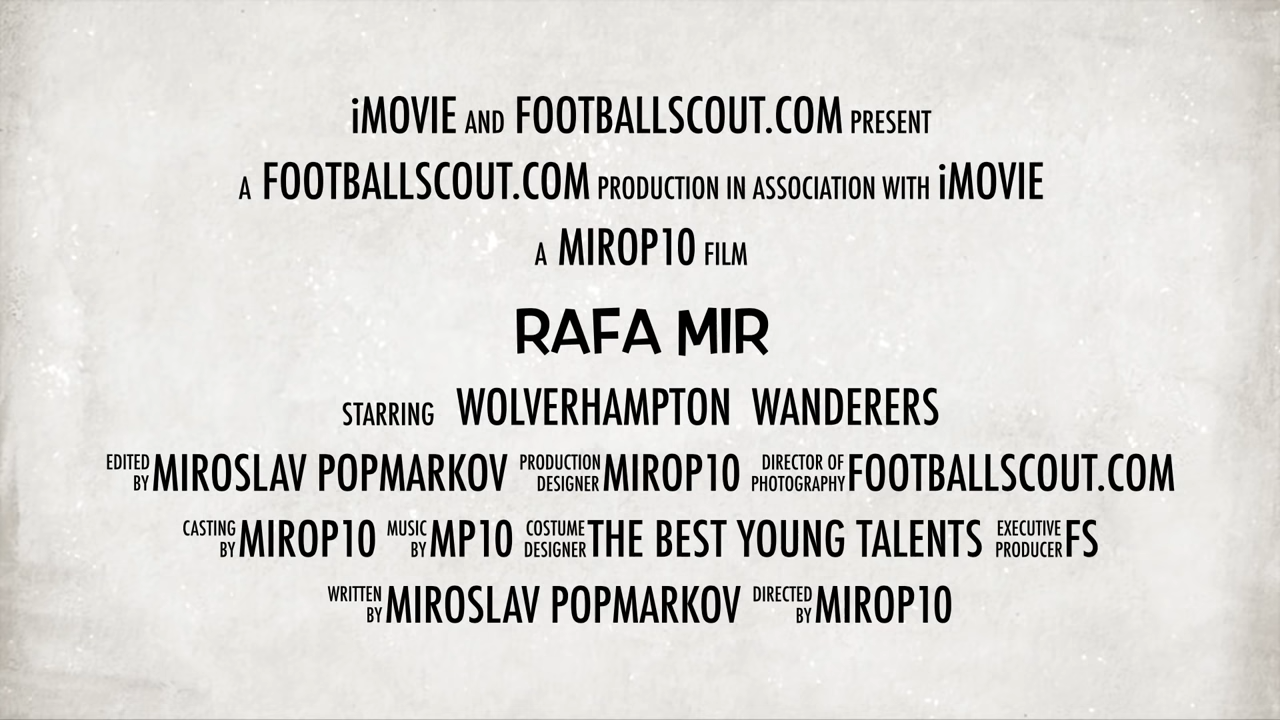 iMOVIE AND FOOTBALLSCOUT.COM PRESENT
A FOOTBALLSCOUT.COM PRODUCTION IN ASSOCIATION WITH iMOVIE
A MIROP10 FILM
RAFA MIR
STARRING WOLVERHAMPTON WANDERERS
EDITED BY MIROSLAV POPMARKOV PRODUCTION DESIGNER MIROP10 DIRECTOR OF PHOTOGRAPHY FOOTBALLSCOUT.COM
CASTING BY MIROP10 MUSIC BY MP10 COSTUME DESIGNER THE BEST YOUNG TALENTS EXECUTIVE PRODUCER FS
WRITTEN BY MIROSLAV POPMARKOV DIRECTED BY MIROP10